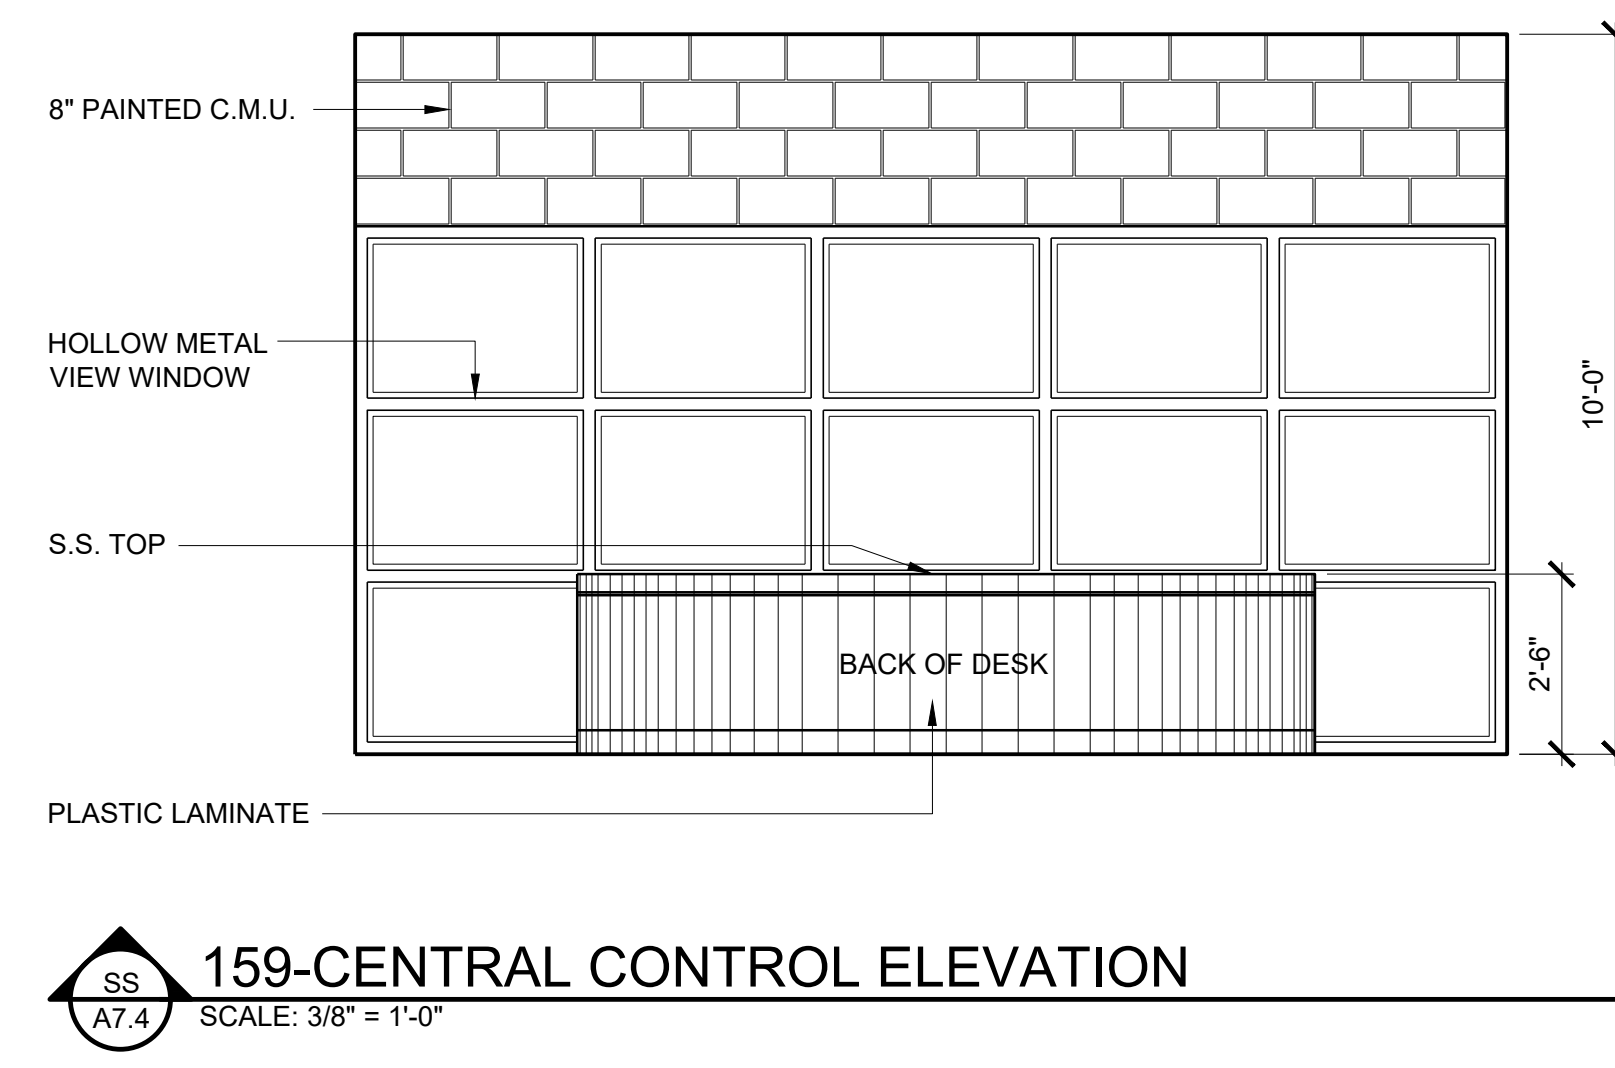 8" PAINTED C.M.U.
HOLLOW METAL
VIEW WINDOW
10'-0"
S.S. TOP
BACK OF DESK
2'-6"
PLASTIC LAMINATE
SS
A7.4
159-CENTRAL CONTROL ELEVATION
SCALE: 3/8" = 1'-0"